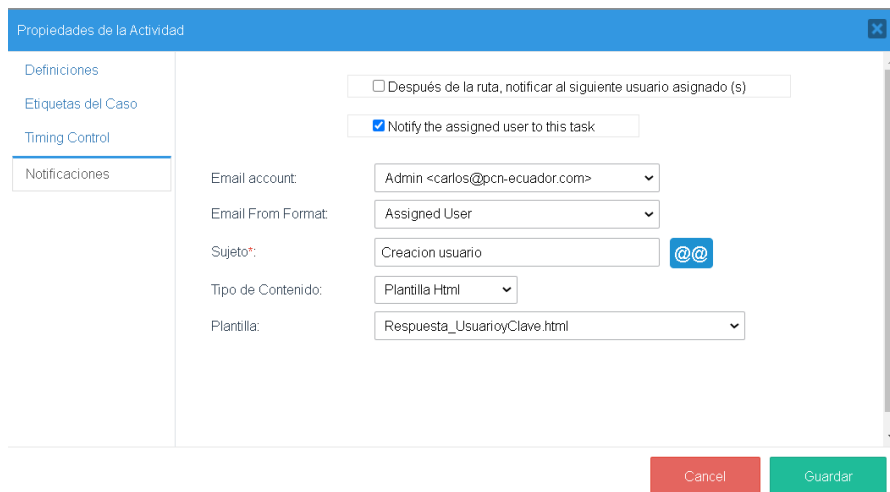 Propiedades de la Actividad
Definiciones
Etiquetas del Caso
Timing Control
Notificaciones
Después de la ruta, notificar al siguiente usuario asignado (s)
Notify the assigned user to this task
Email account: Admin <carlos@pcn-ecuador.com>
Email From Format: Assigned User
Sujeto*: Creacion usuario @@
Tipo de Contenido: Plantilla Html
Plantilla: Respuesta_UsuarioyClave.html
Cancel Guardar